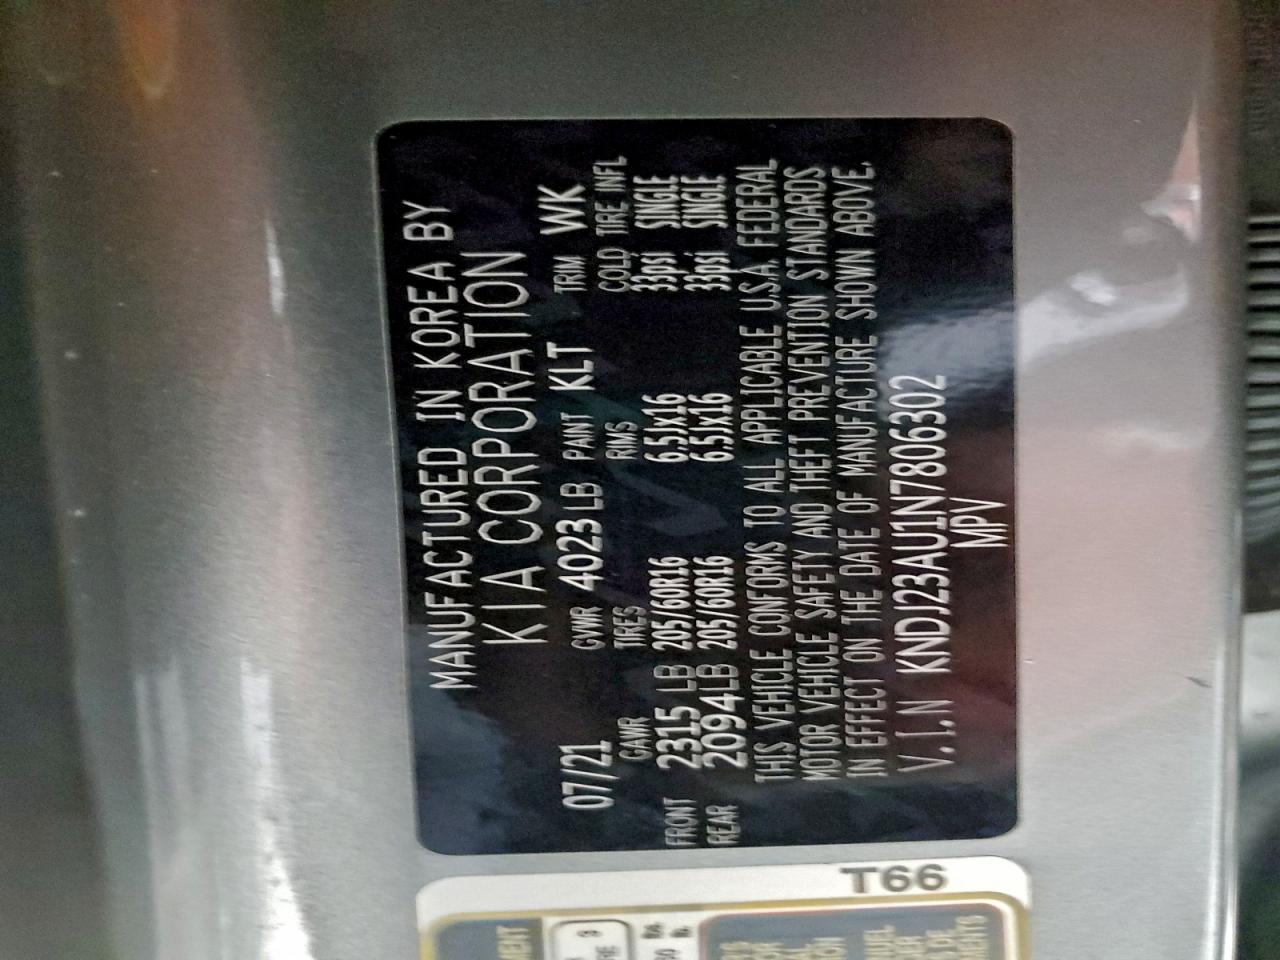 MANUFACTURED IN KOREA BY
KIA CORPORATION
07/21 GVWR 4023 LB PAINT KLT TRIM WK
GAWR TIRES RIMS COLD TIRE INFL
FRONT 2315 LB 205/60R16 6.5Jx16 33psi SINGLE
REAR 2094 LB 205/60R16 6.5Jx16 33psi SINGLE
THIS VEHICLE CONFORMS TO ALL APPLICABLE U.S.A. FEDERAL
MOTOR VEHICLE SAFETY AND THEFT PREVENTION STANDARDS
IN EFFECT ON THE DATE OF MANUFACTURE SHOWN ABOVE.
V.I.N KNDJ23AU1N7806302
MPV
T66